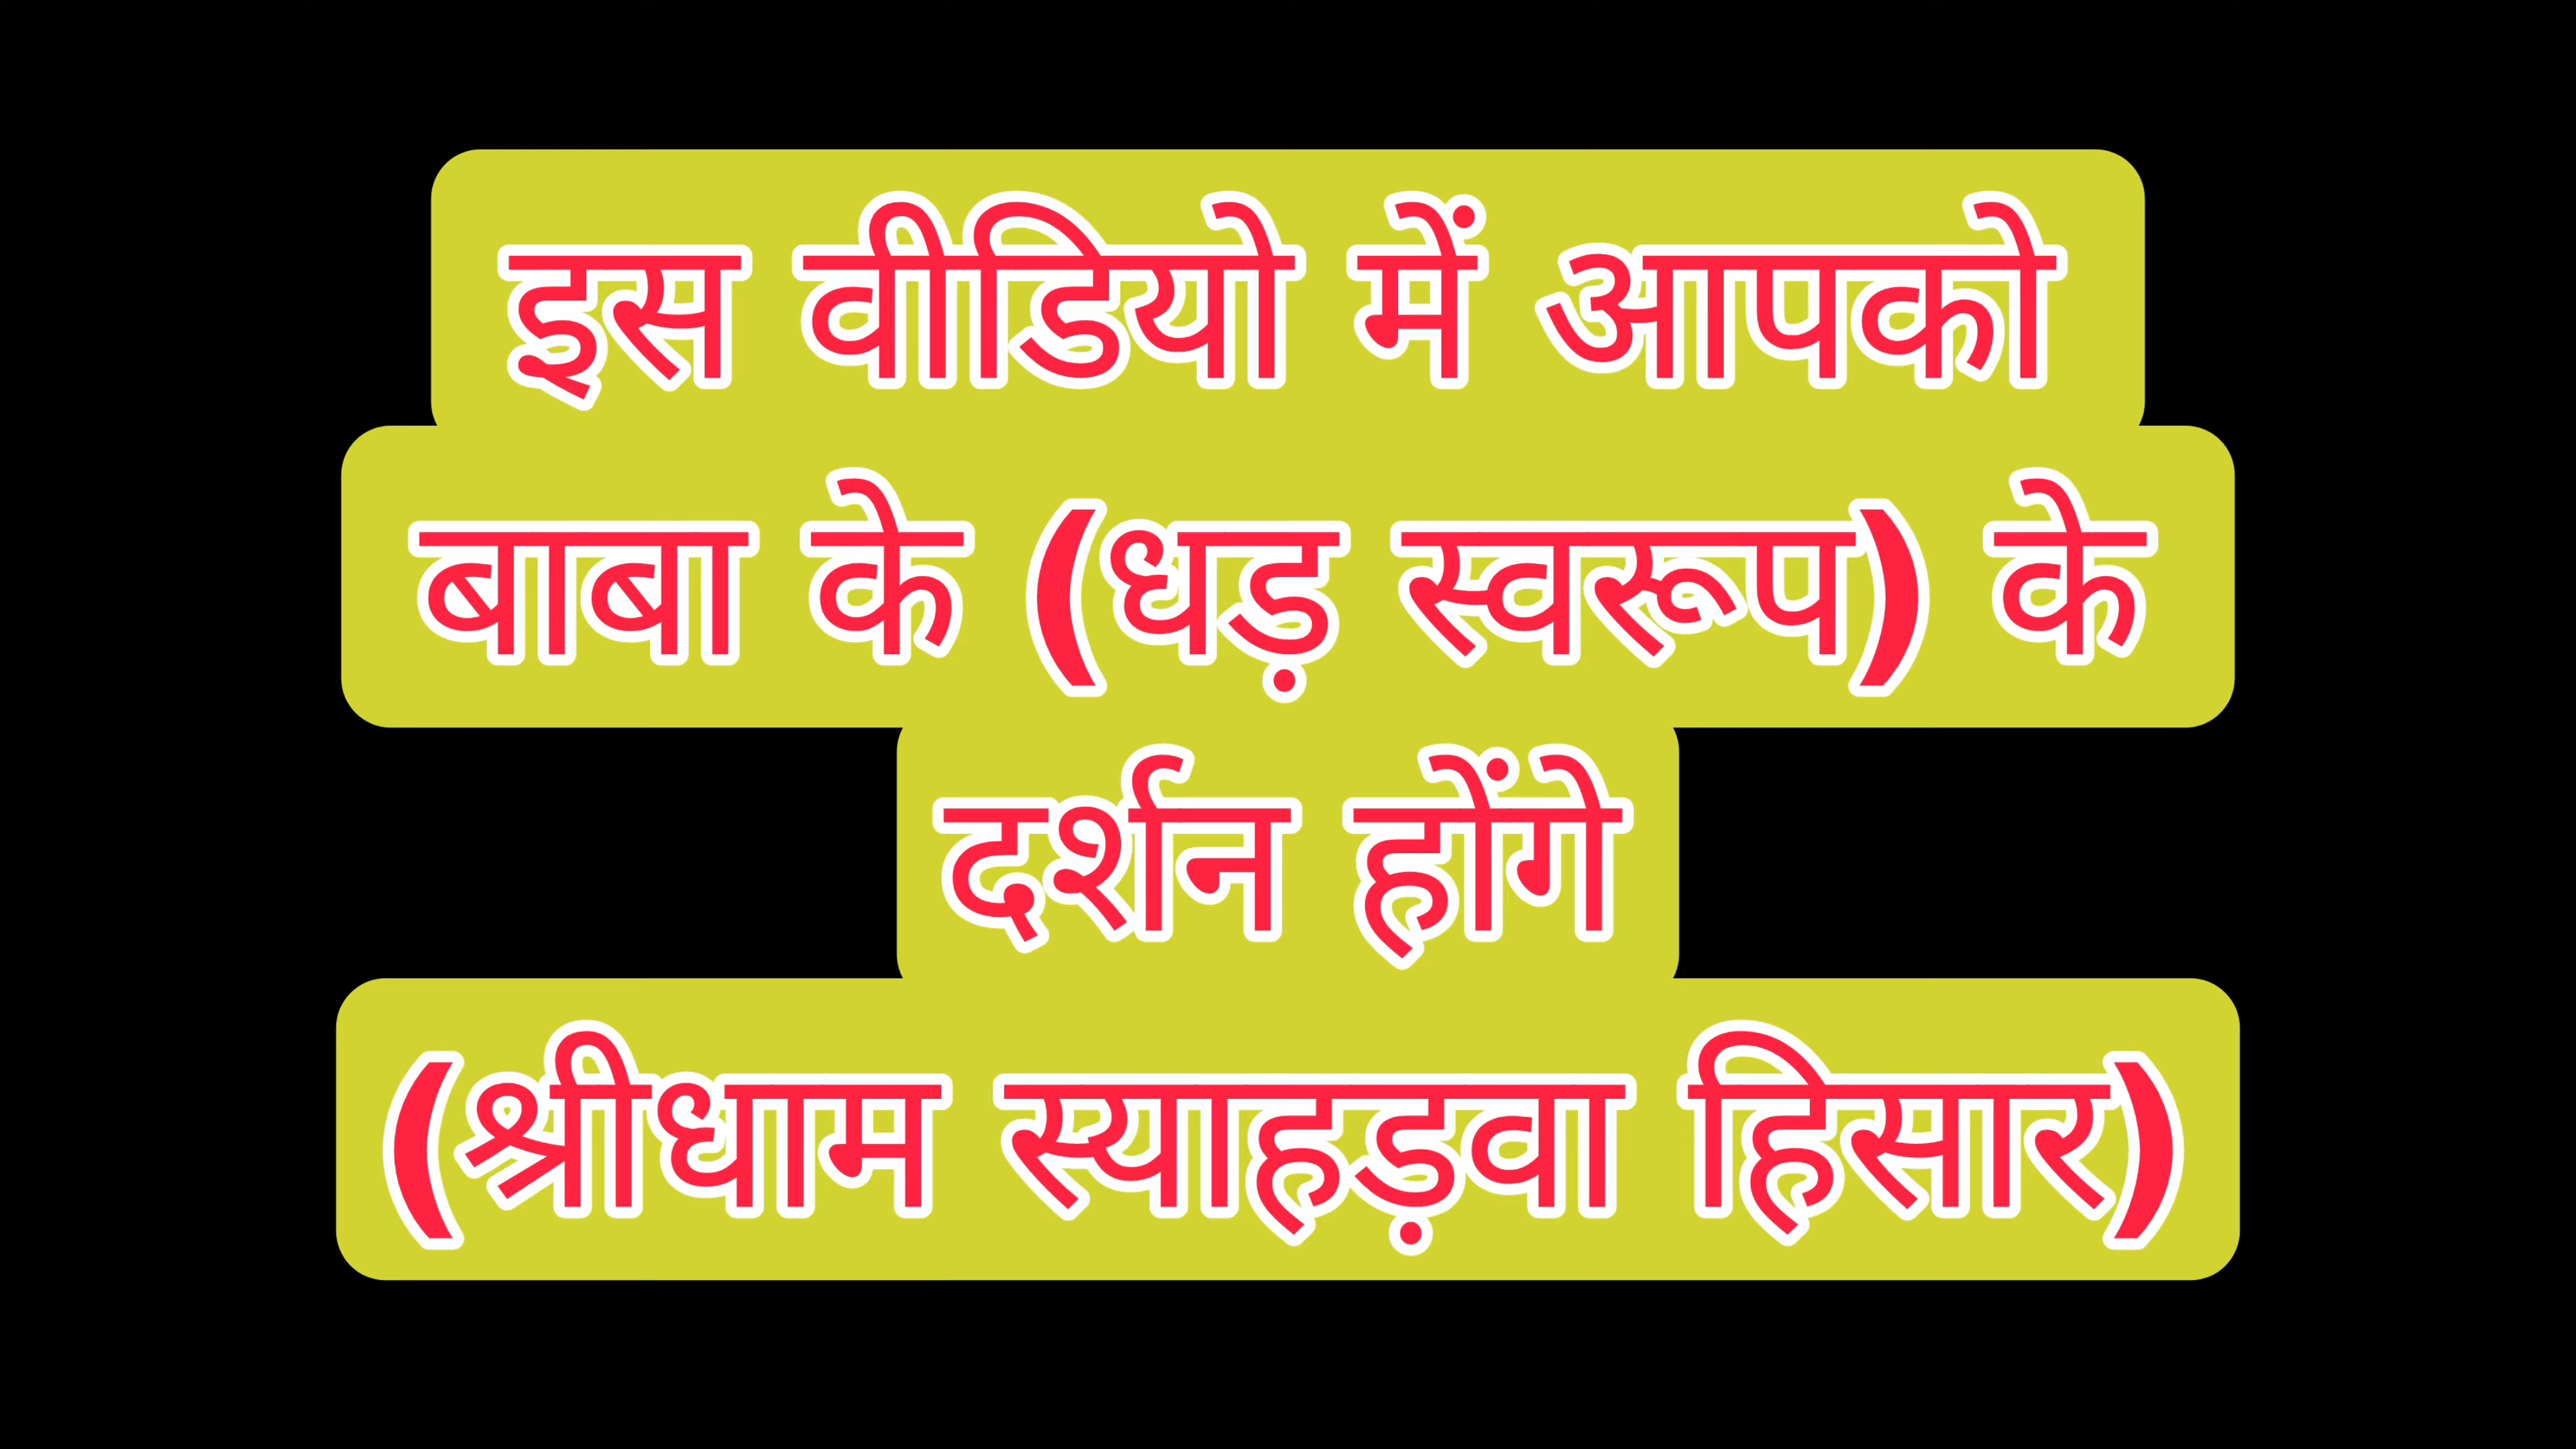 इस वीडियो में आपको
बाबा के (धड़ स्वरूप) के
दर्शन होंगे
(श्रीधाम स्याहड़वा हिसार)